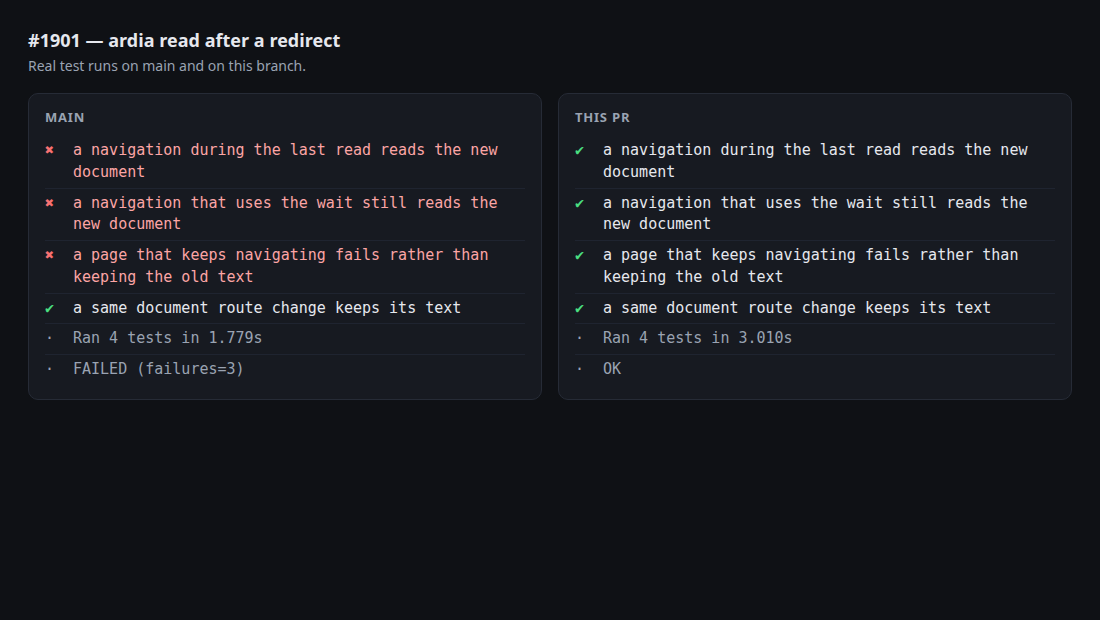 #1901 — ardia read after a redirect
Real test runs on main and on this branch.
MAIN
✖ a navigation during the last read reads the new
document
✖ a navigation that uses the wait still reads the
new document
✖ a page that keeps navigating fails rather than
keeping the old text
✔ a same document route change keeps its text
· Ran 4 tests in 1.779s
· FAILED (failures=3)
THIS PR
✔ a navigation during the last read reads the new
document
✔ a navigation that uses the wait still reads the
new document
✔ a page that keeps navigating fails rather than
keeping the old text
✔ a same document route change keeps its text
· Ran 4 tests in 3.010s
· OK